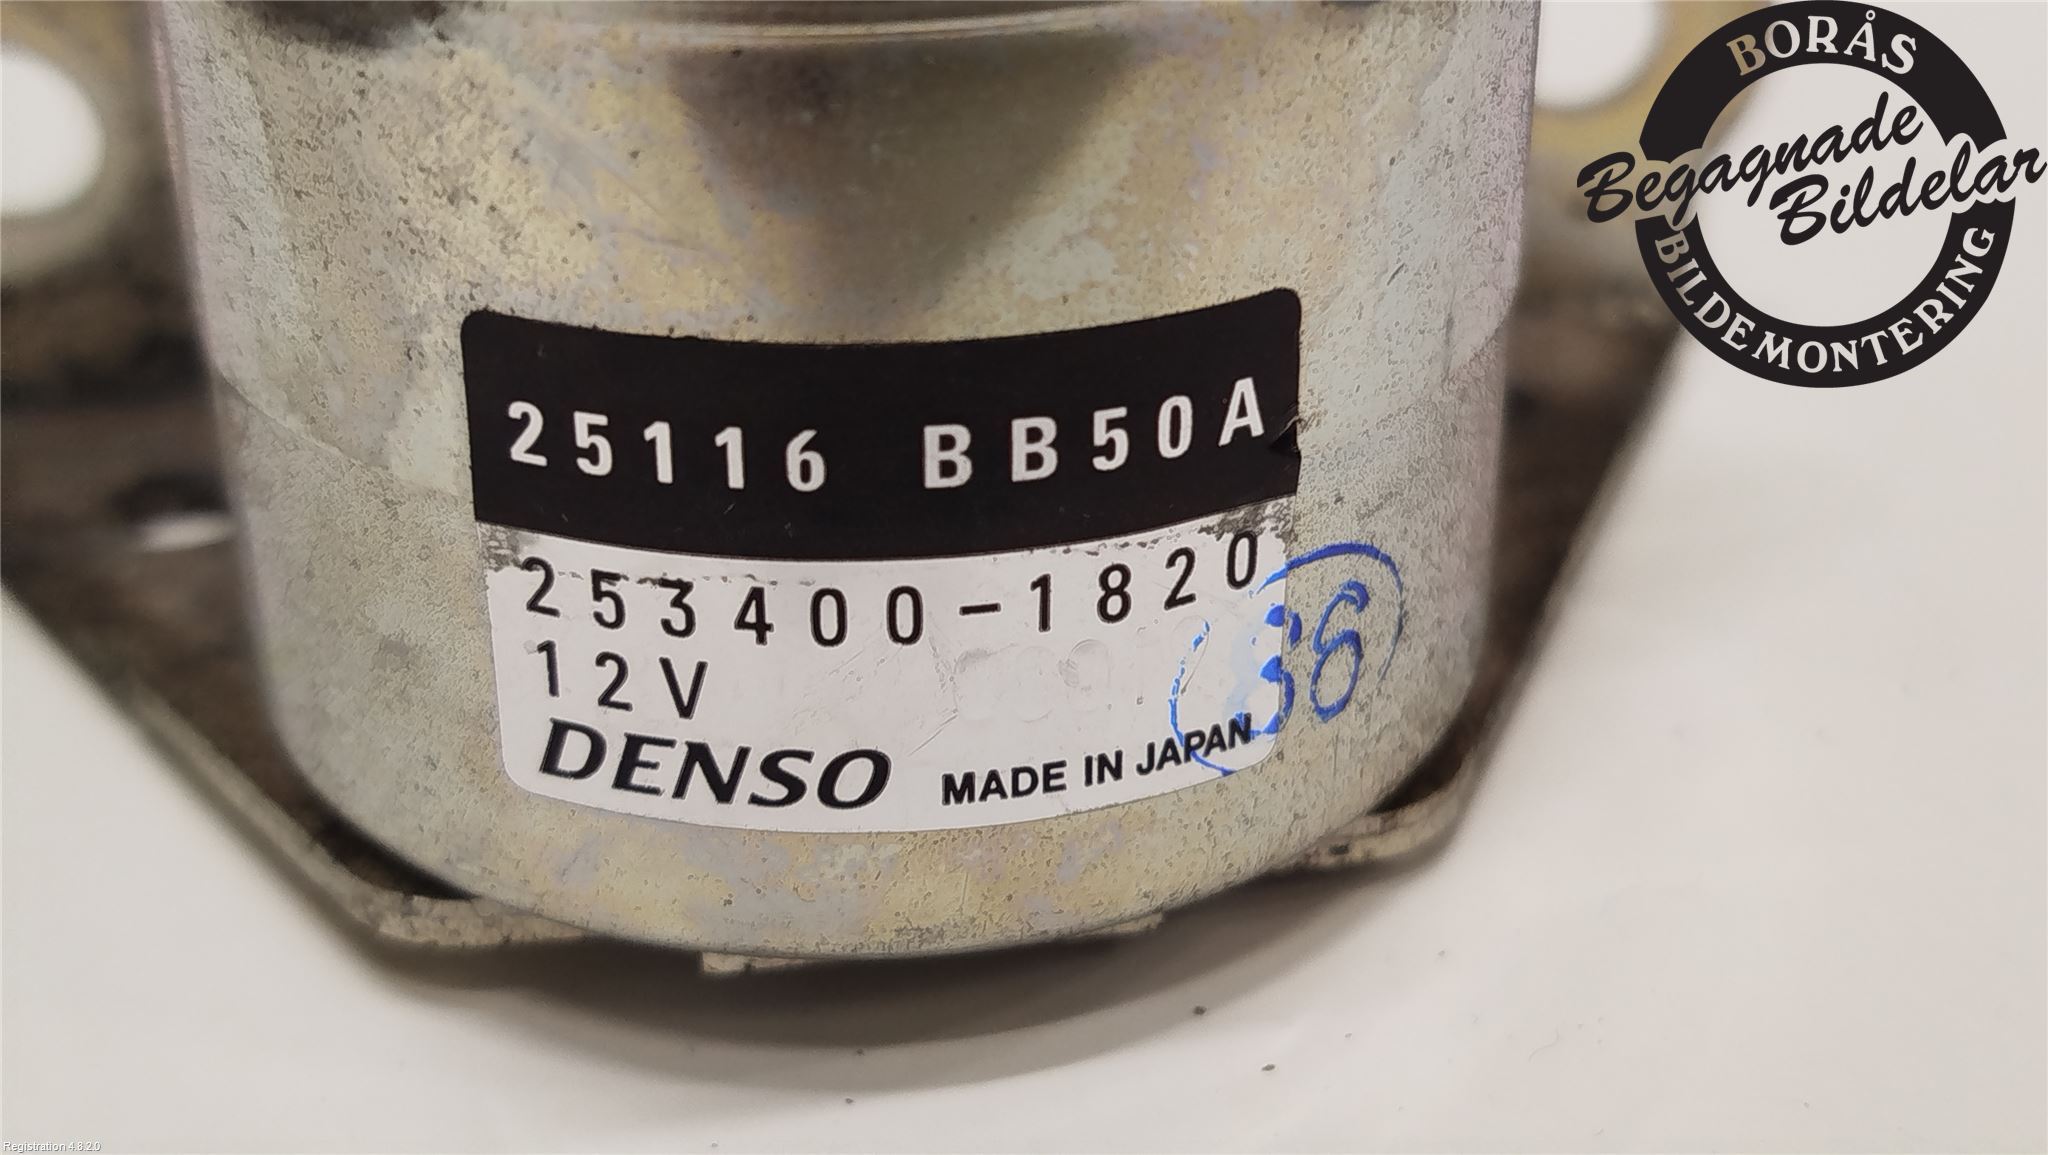 BORÅS
Begagnade
Bildelar
BILDEMONTERING
25116 BB50A
253400-1820
12V
36
DENSO MADE IN JAPAN
Registration 4.8.2.0